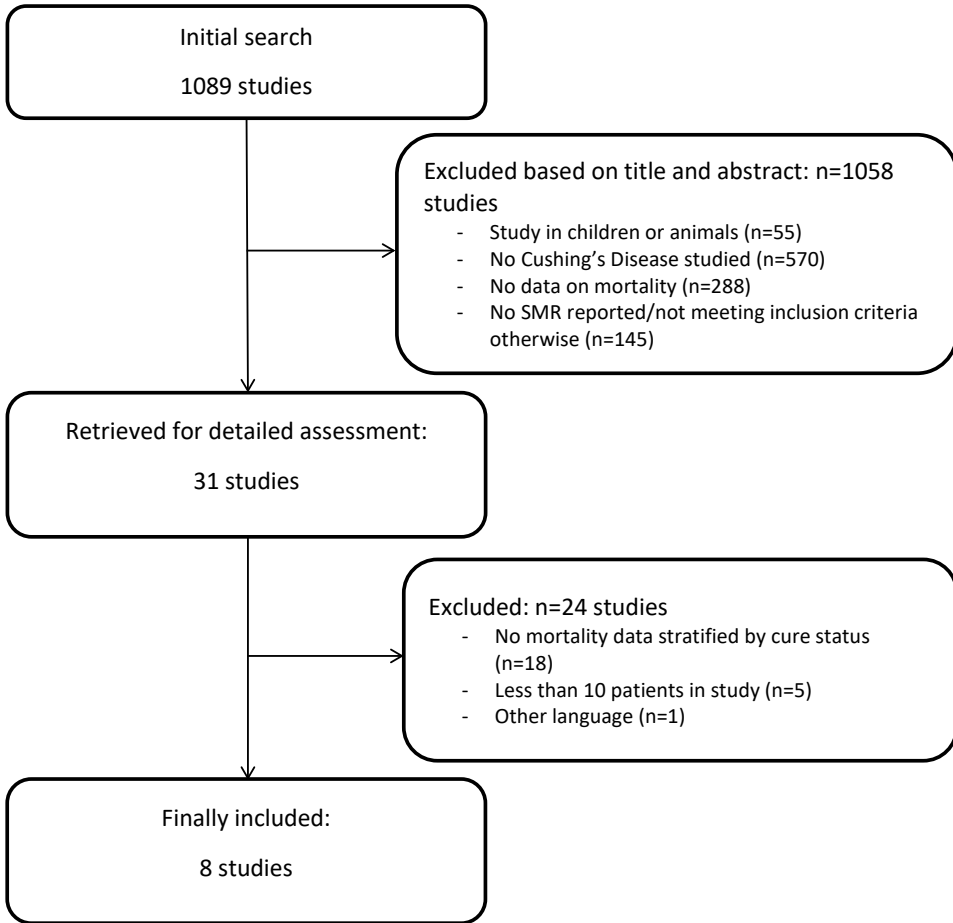 Initial search
1089 studies
Excluded based on title and abstract: n=1058
studies
- Study in children or animals (n=55)
- No Cushing’s Disease studied (n=570)
- No data on mortality (n=288)
- No SMR reported/not meeting inclusion criteria
otherwise (n=145)
Retrieved for detailed assessment:
31 studies
Excluded: n=24 studies
- No mortality data stratified by cure status
(n=18)
- Less than 10 patients in study (n=5)
- Other language (n=1)
Finally included:
8 studies